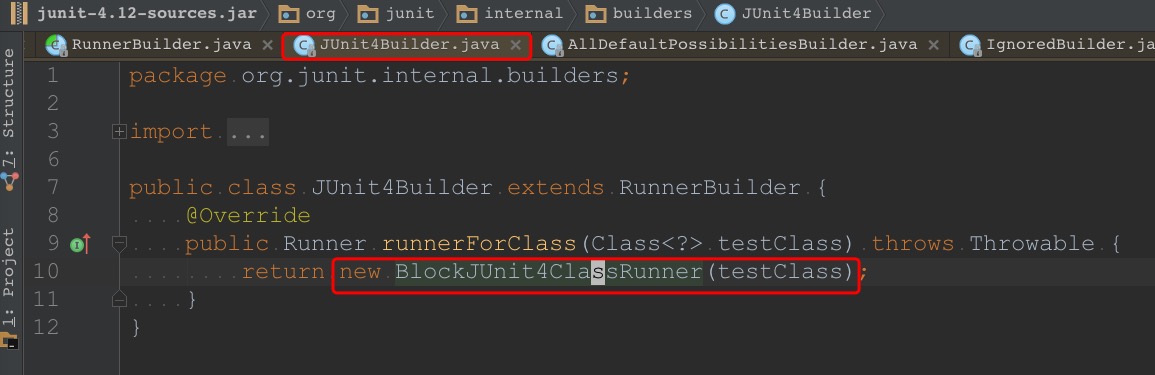 junit-4.12-sources.jar org junit internal builders JUnit4Builder
RunnerBuilder.java JUnit4Builder.java AllDefaultPossibilitiesBuilder.java IgnoredBuilder.ja
7: Structure
1: Project
1 package org.junit.internal.builders;
2
3 import ...
6
7 public class JUnit4Builder extends RunnerBuilder {
8 @Override
9 public Runner runnerForClass(Class<?> testClass) throws Throwable {
10 return new BlockJUnit4ClassRunner(testClass);
11 }
12 }